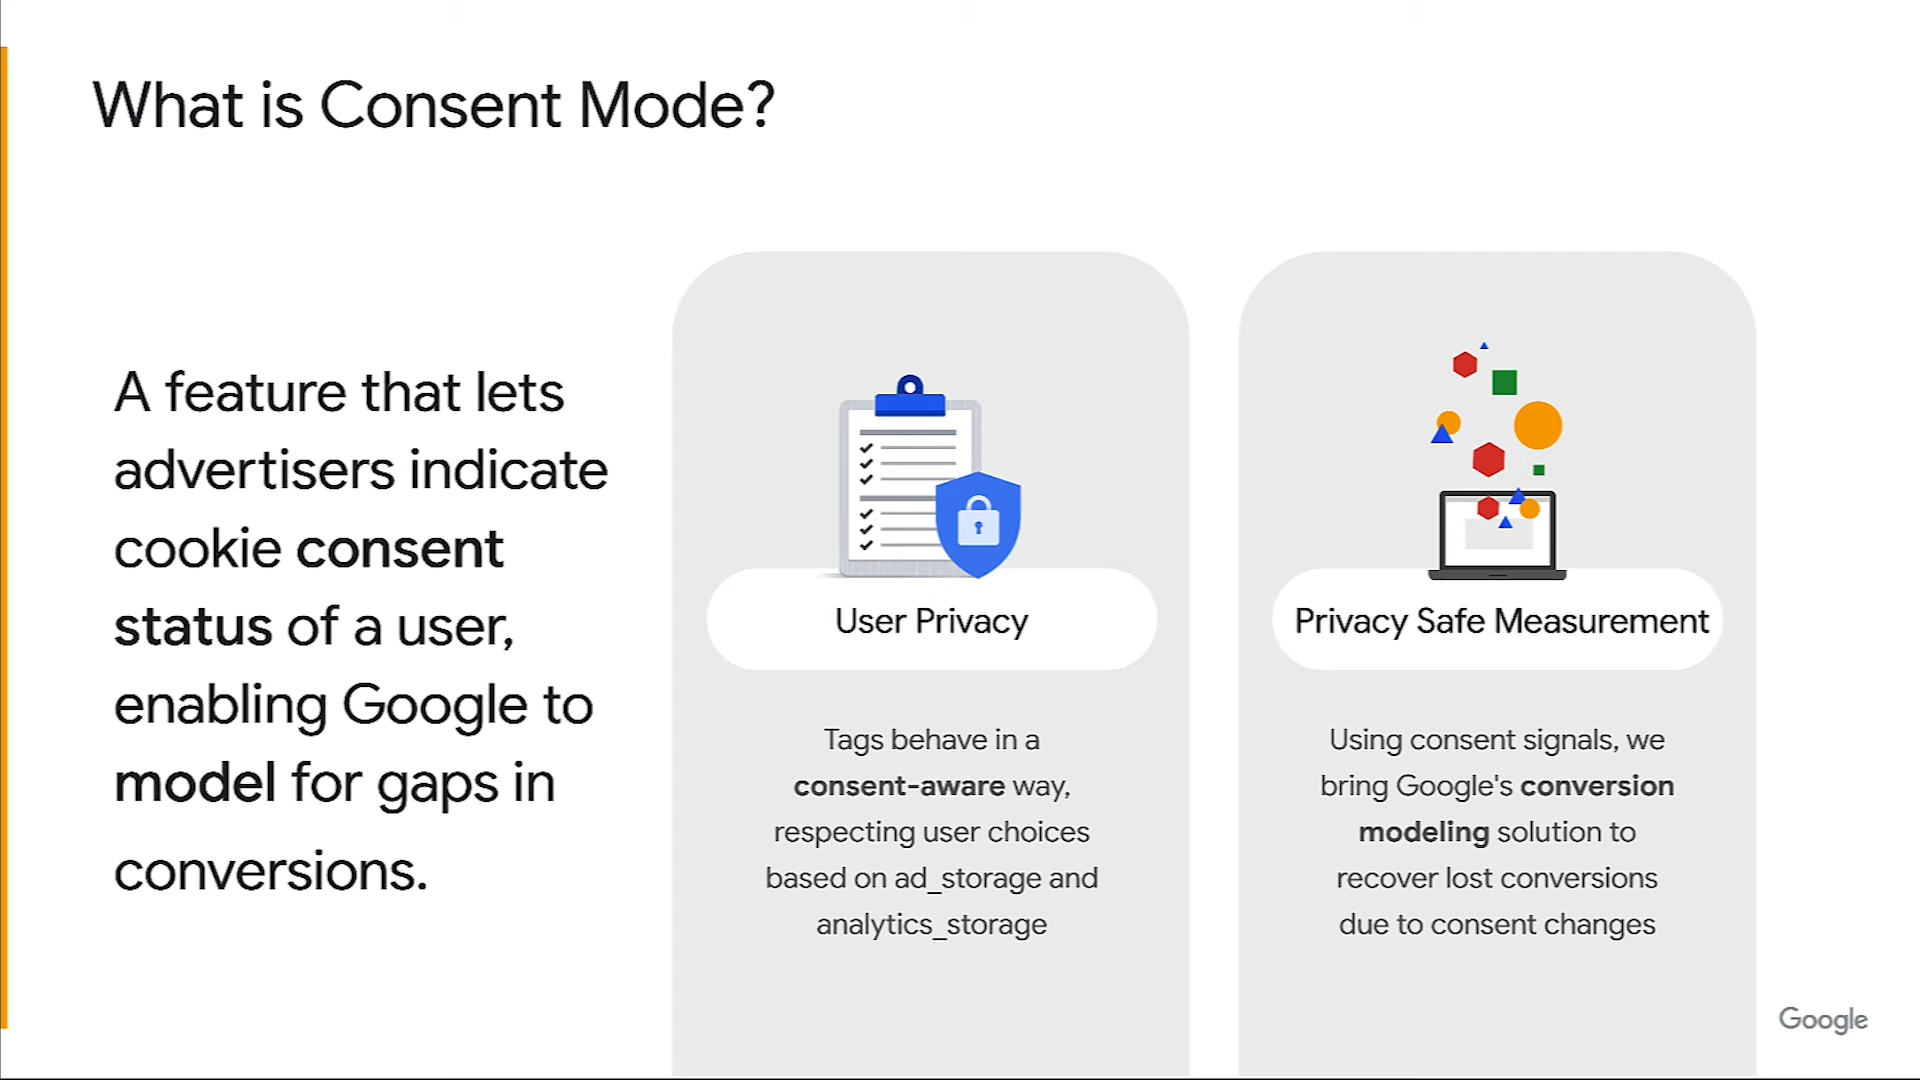 What is Consent Mode?
A feature that lets
advertisers indicate
cookie consent
status of a user,
enabling Google to
model for gaps in
conversions.
User Privacy
Tags behave in a
consent-aware way,
respecting user choices
based on ad_storage and
analytics_storage
Privacy Safe Measurement
Using consent signals, we
bring Google's conversion
modeling solution to
recover lost conversions
due to consent changes
Google